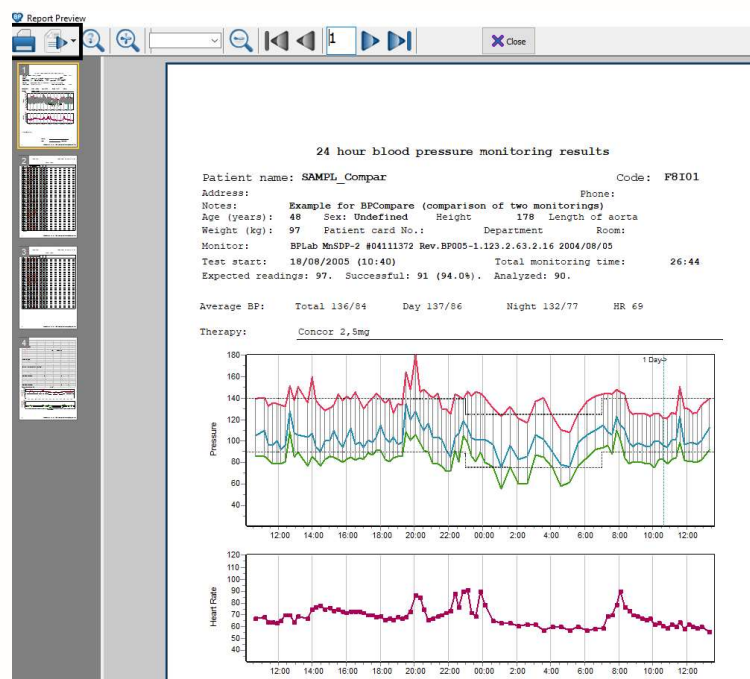 BP Report Preview
1
Close
1
2
3
4
24 hour blood pressure monitoring results
Patient name: SAMPL_Compar Code: F8I01
Address: Phone:
Notes: Example for BPCompare (comparison of two monitorings)
Age (years): 48 Sex: Undefined Height 178 Length of aorta
Weight (kg): 97 Patient card No.: Department Room:
Monitor: BPLab MnSDP-2 #04111372 Rev.BP005-1.123.2.63.2.16 2004/08/05
Test start: 18/08/2005 (10:40) Total monitoring time: 26:44
Expected readings: 97. Successful: 91 (94.0%). Analyzed: 90.
Average BP: Total 136/84 Day 137/86 Night 132/77 HR 69
Therapy: Concor 2,5mg
1 Day->
Pressure
180
160
140
120
100
80
60
40
12:00 14:00 16:00 18:00 20:00 22:00 00:00 2:00 4:00 6:00 8:00 10:00 12:00
Heart Rate
120
110
100
90
80
70
60
50
40
12:00 14:00 16:00 18:00 20:00 22:00 00:00 2:00 4:00 6:00 8:00 10:00 12:00